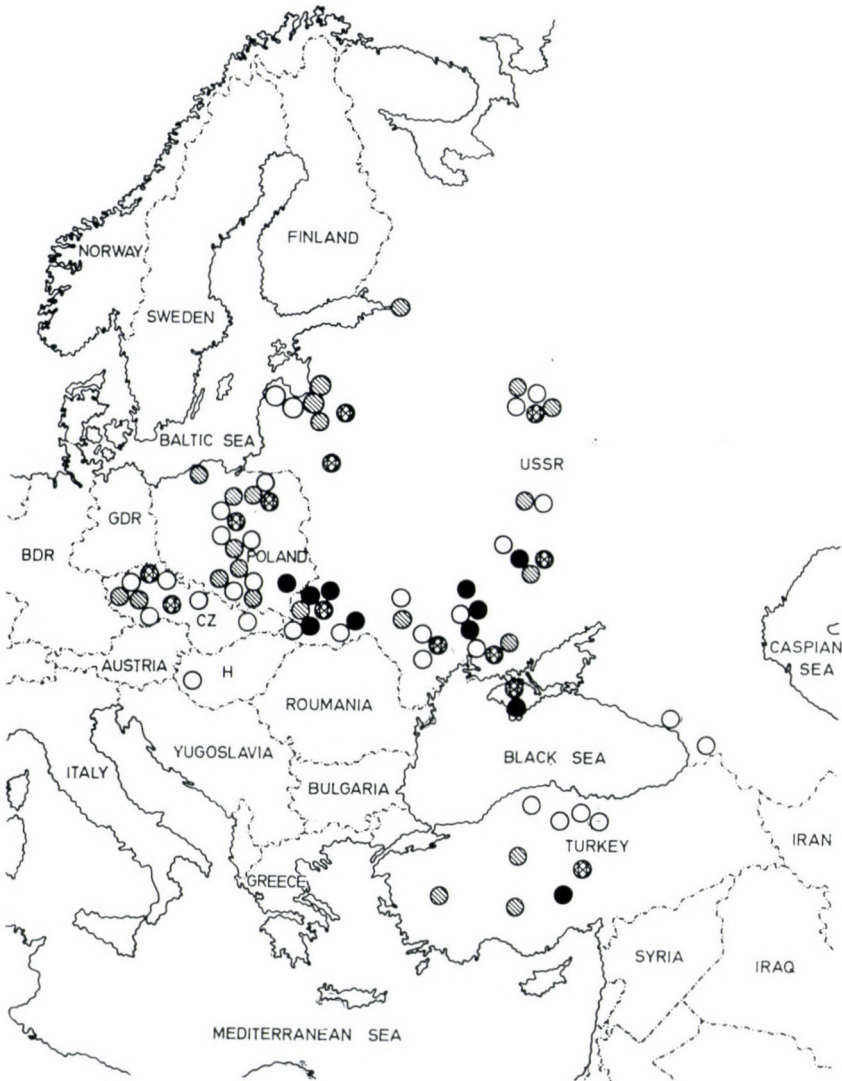 FINLAND
NORWAY
SWEDEN
BALTIC SEA
USSR
GDR
BDR
POLAND
CZ
AUSTRIA
H
CASPIAN
SEA
ROUMANIA
YUGOSLAVIA
BLACK SEA
ITALY
BULGARIA
IRAN
TURKEY
GREECE
SYRIA
IRAQ
MEDITERRANEAN SEA